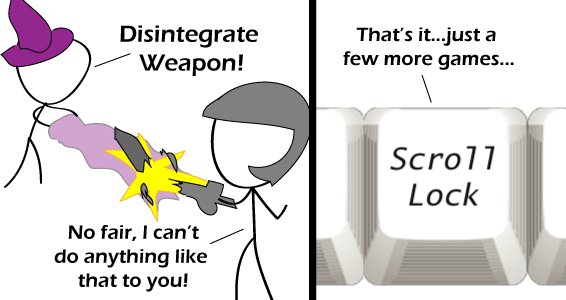 Disintegrate
Weapon!
No fair, I can't
do anything like
that to you!
That's it...just a
few more games...
Scroll
Lock